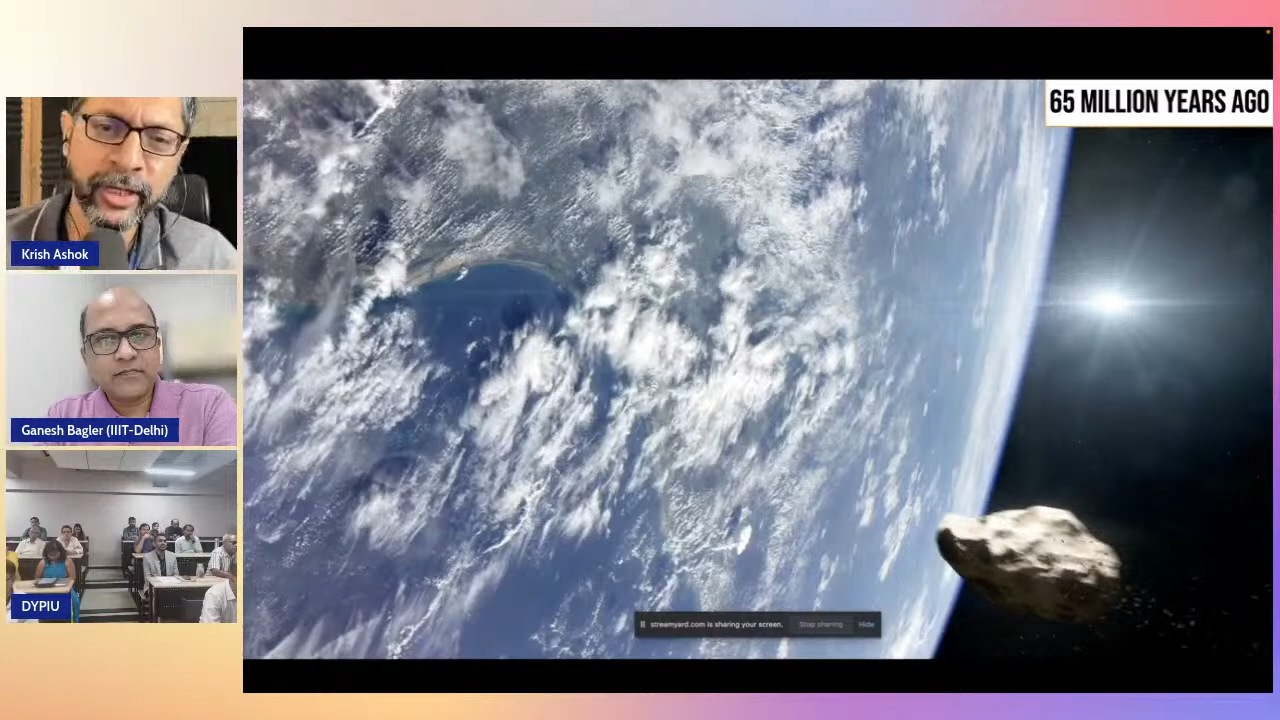 65 MILLION YEARS AGO
Krish Ashok
Ganesh Bagler (IIIT-Delhi)
DYPIU
streamyard.com is sharing your screen.
Stop sharing
Hide